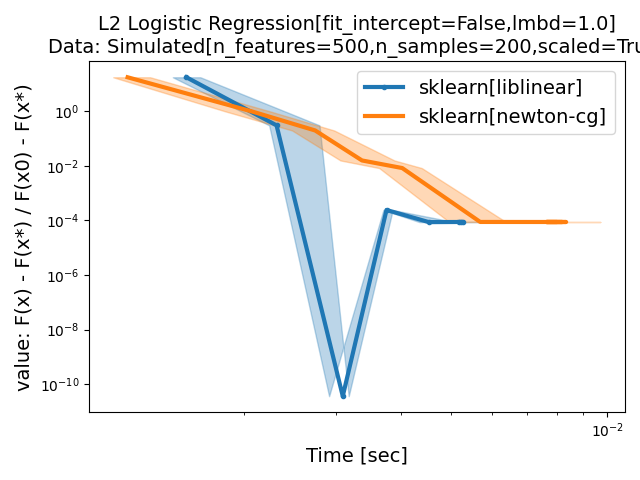 L2 Logistic Regression[fit_intercept=False,lmbd=1.0]
Data: Simulated[n_features=500,n_samples=200,scaled=Tru
sklearn[liblinear]
sklearn[newton-cg]
value: F(x) - F(x*) / F(x0) - F(x*)
10⁰
10⁻²
10⁻⁴
10⁻⁶
10⁻⁸
10⁻¹⁰
10⁻²
Time [sec]